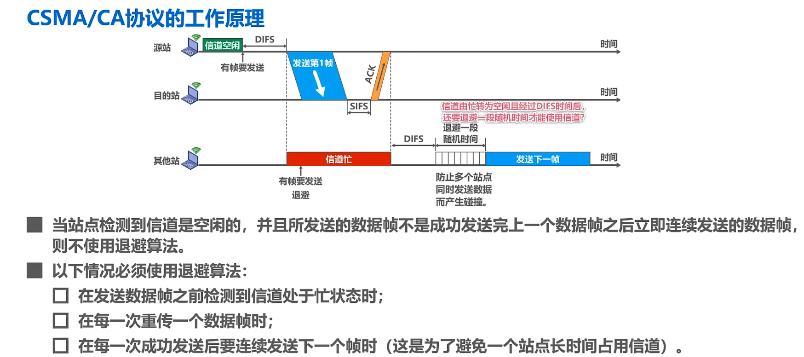 CSMA/CA协议的工作原理
源站
信道空闲
DIFS
时间
有帧要发送
发送第1帧
ACK
目的站
SIFS
时间
信道由忙转为空闲且经过DIFS时间后,
还要退避一段随机时间才能使用信道?
退避一段
随机时间
DIFS
其他站
信道忙
发送下一帧
时间
有帧要发送
退避
防止多个站点
同时发送数据
而产生碰撞。
当站点检测到信道是空闲的，并且所发送的数据帧不是成功发送完上一个数据帧之后立即连续发送的数据帧，
则不使用退避算法。
以下情况必须使用退避算法：
在发送数据帧之前检测到信道处于忙状态时；
在每一次重传一个数据帧时；
在每一次成功发送后要连续发送下一个帧时（这是为了避免一个站点长时间占用信道）。